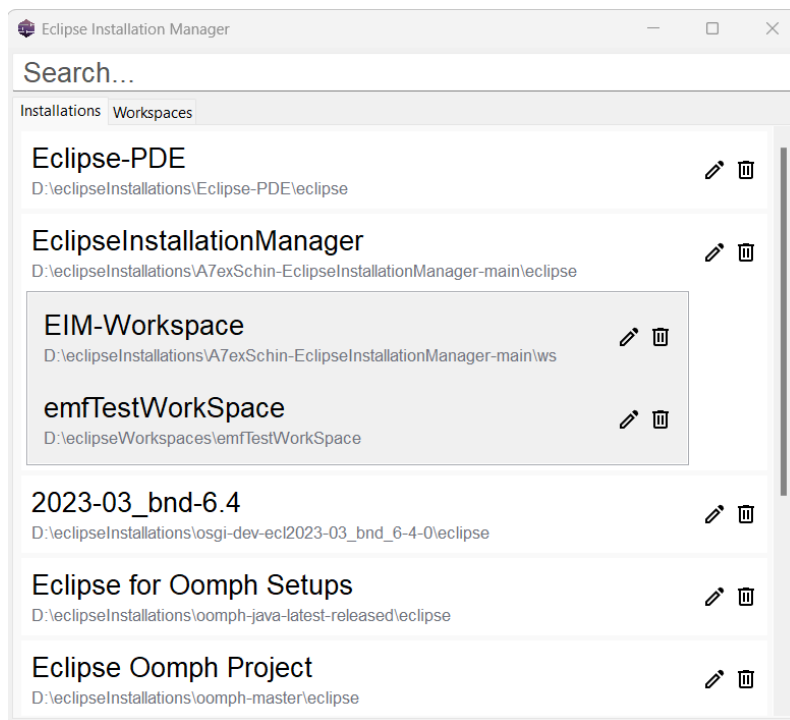 Eclipse Installation Manager
Search...
Installations Workspaces
Eclipse-PDE
D:\eclipseInstallations\Eclipse-PDE\eclipse
EclipseInstallationManager
D:\eclipseInstallations\A7exSchin-EclipseInstallationManager-main\eclipse
EIM-Workspace
D:\eclipseInstallations\A7exSchin-EclipseInstallationManager-main\ws
emfTestWorkSpace
D:\eclipseWorkspaces\emfTestWorkSpace
2023-03_bnd-6.4
D:\eclipseInstallations\osgi-dev-ecl2023-03_bnd_6-4-0\eclipse
Eclipse for Oomph Setups
D:\eclipseInstallations\oomph-java-latest-released\eclipse
Eclipse Oomph Project
D:\eclipseInstallations\oomph-master\eclipse